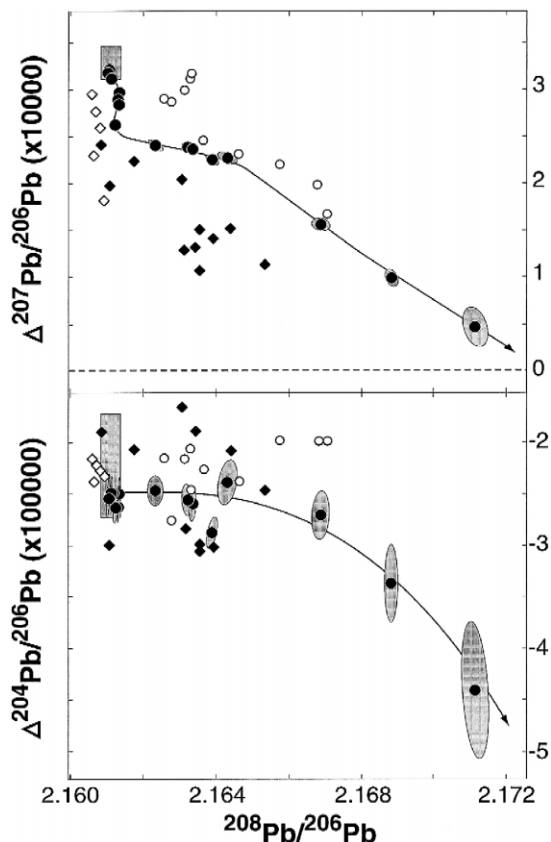 Δ²⁰⁷Pb/²⁰⁶Pb (x10000)
3
2
1
0
Δ²⁰⁴Pb/²⁰⁶Pb (x100000)
-2
-3
-4
-5
2.160 2.164 2.168 2.172
²⁰⁸Pb/²⁰⁶Pb